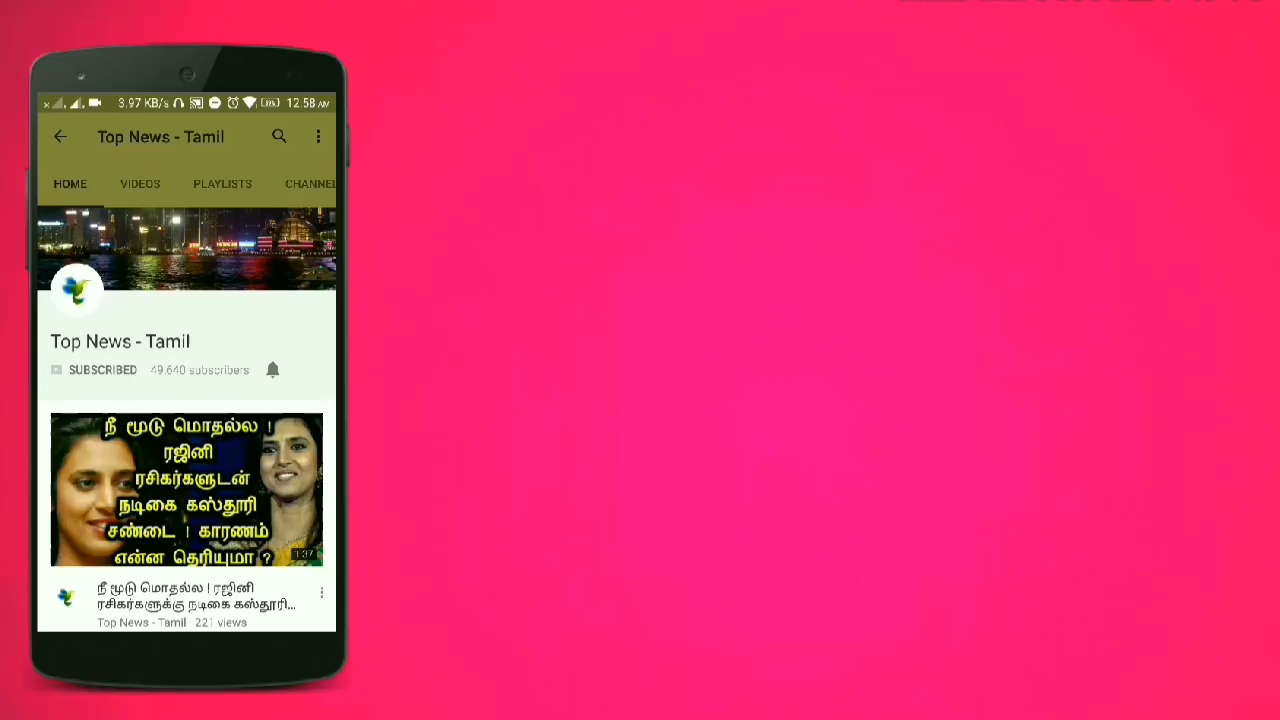 3.97 KB/s 12:58 AM
Top News - Tamil
HOME VIDEOS PLAYLISTS CHANNEL
Top News - Tamil
SUBSCRIBED 49,640 subscribers
நீ மூடு மொதல்ல !
ரஜினி
ரசிகர்களுடன்
நடிகை கஸ்தூரி
சண்டை ! காரணம்
என்ன தெரியுமா ?
1:37
நீ மூடு மொதல்ல ! ரஜினி
ரசிகர்களுக்கு நடிகை கஸ்தூரி...
Top News - Tamil · 221 views